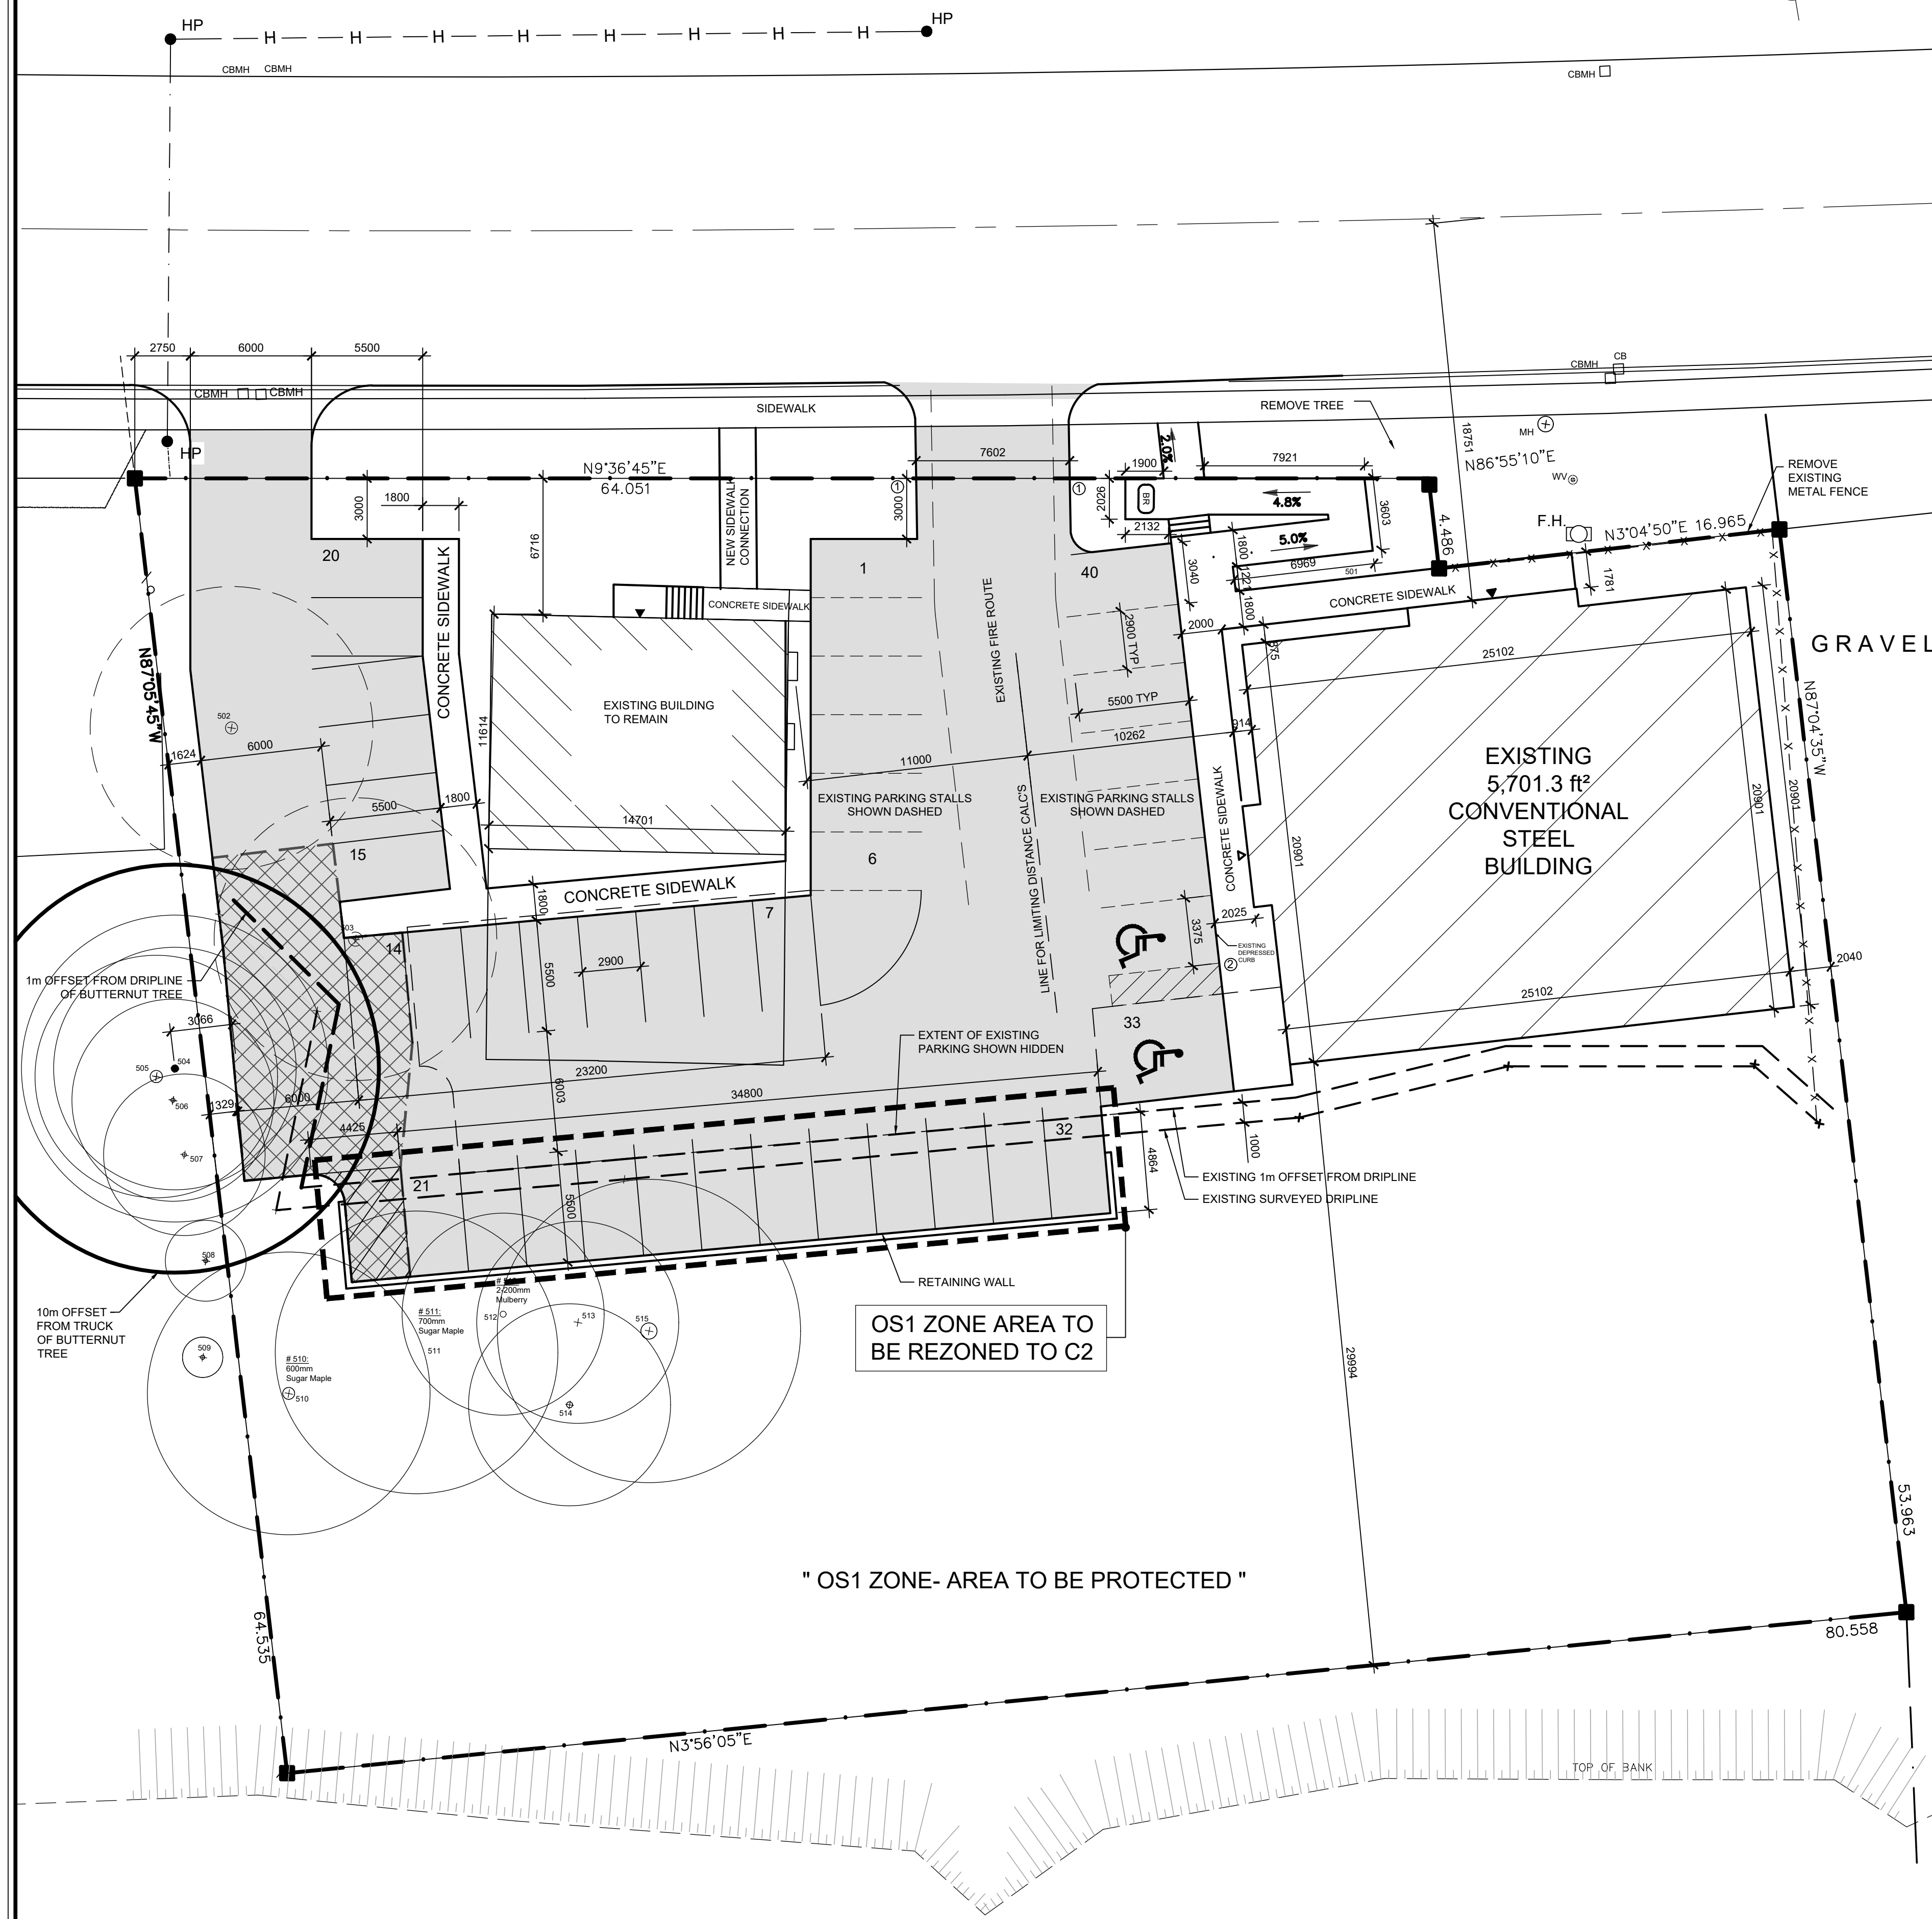 HP
HP
H H H H H H H H
CBMH CBMH
CBMH
2750
6000
5500
CBMH
CBMH
HP
SIDEWALK
REMOVE TREE
CBMH
CB
MH
18751
N86°55'10"E
WV
REMOVE
EXISTING
METAL FENCE
N9°36'45"E
64.051
7602
1900
2.0%
7921
1800
3000
6716
NEW SIDEWALK
CONNECTION
1
3000
1
2026
BR
4.8%
3603
2132
5.0%
4.486
F.H.
N3°04'50"E 16.965
20
1
40
3040
1800
1221
1800
6969
501
1781
CONCRETE SIDEWALK
CONCRETE SIDEWALK
CONCRETE SIDEWALK
EXISTING FIRE ROUTE
2900 TYP
2000
675
25102
GRAVEL
N87°05'45"W
502
1624
6000
EXISTING BUILDING
TO REMAIN
11614
5500 TYP
914
10262
11000
N87°04'35"W
EXISTING
5,701.3 ft²
CONVENTIONAL
STEEL
BUILDING
20901
20901
20901
5500
1800
14701
EXISTING PARKING STALLS
SHOWN DASHED
EXISTING PARKING STALLS
SHOWN DASHED
CONCRETE SIDEWALK
15
6
CONCRETE SIDEWALK
1800
7
503
14
LINE FOR LIMITING DISTANCE CALC'S
3375
2025
EXISTING
DEPRESSED
CURB
2
2040
1m OFFSET FROM DRIPLINE
OF BUTTERNUT TREE
5500
2900
25102
3066
33
EXTENT OF EXISTING
PARKING SHOWN HIDDEN
504
505
23200
6003
506
1329
6000
34800
4425
32
4864
1000
507
21
5500
EXISTING 1m OFFSET FROM DRIPLINE
EXISTING SURVEYED DRIPLINE
508
RETAINING WALL
2-200mm
Mulberry
512
513
515
10m OFFSET
FROM TRUCK
OF BUTTERNUT
TREE
# 511:
700mm
Sugar Maple
511
OS1 ZONE AREA TO
BE REZONED TO C2
509
# 510:
600mm
Sugar Maple
510
514
29994
53.963
" OS1 ZONE- AREA TO BE PROTECTED "
64.535
80.558
N3°56'05"E
TOP OF BANK